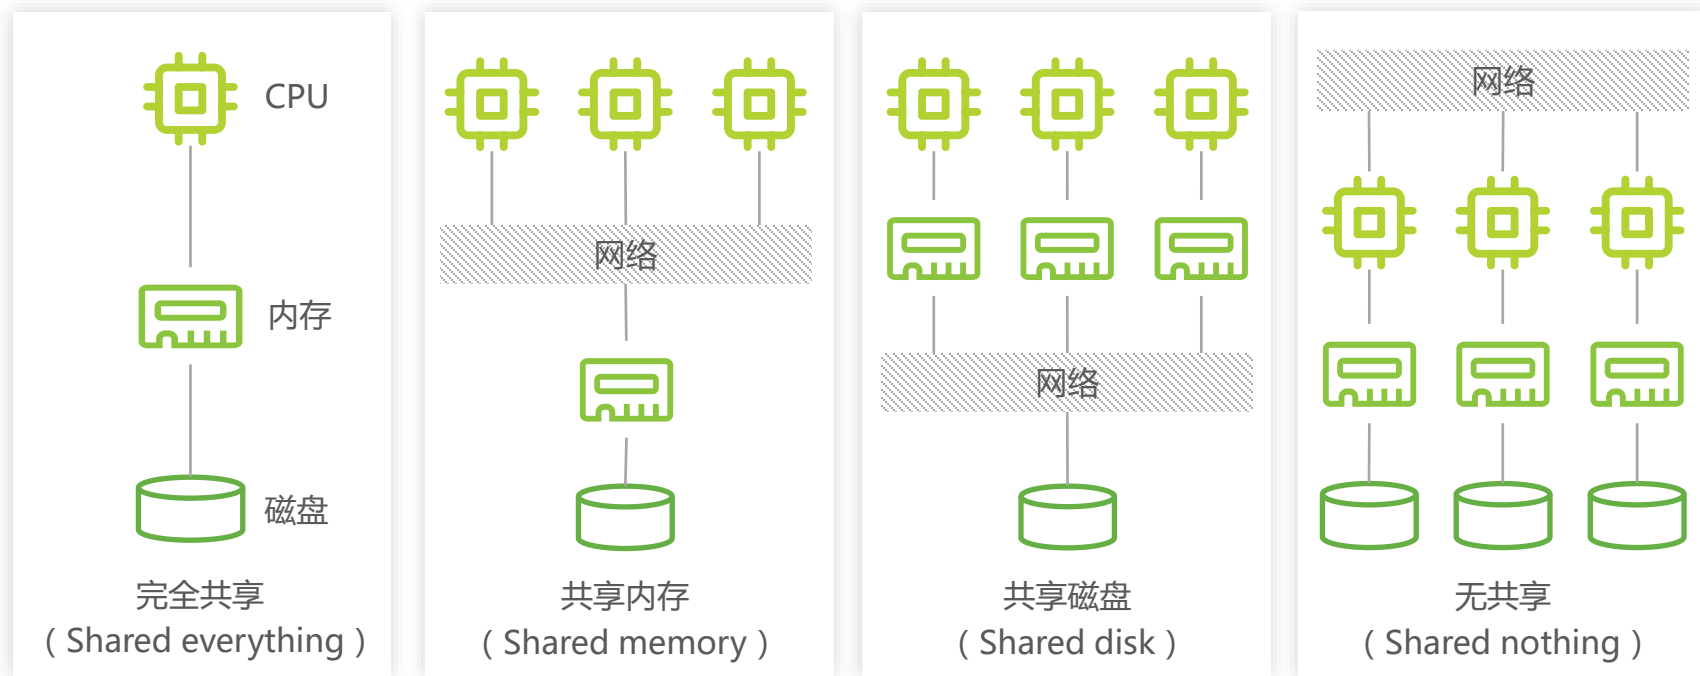 CPU
内存
磁盘
完全共享
（Shared everything）
网络
共享内存
（Shared memory）
网络
共享磁盘
（Shared disk）
网络
无共享
（Shared nothing）